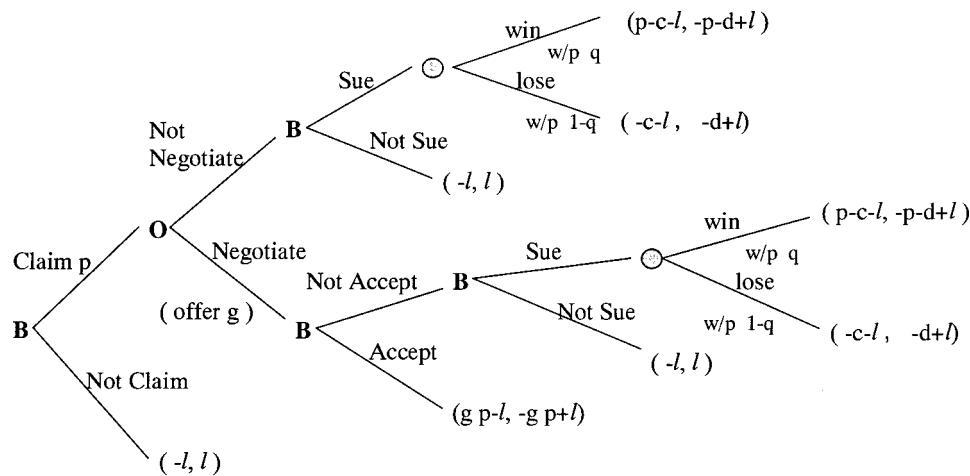 win
(p-c-l, -p-d+l)
w/p q
Sue
lose
w/p 1-q
( -c-l , -d+l)
Not
Negotiate
B
Not Sue
( -l, l )
O
Claim p
Negotiate
( offer g )
Not Accept
B
Sue
win
( p-c-l, -p-d+l)
w/p q
lose
w/p 1-q
( -c-l , -d+l)
Not Sue
( -l, l )
B
B
Accept
(g p-l, -g p+l)
Not Claim
( -l, l )